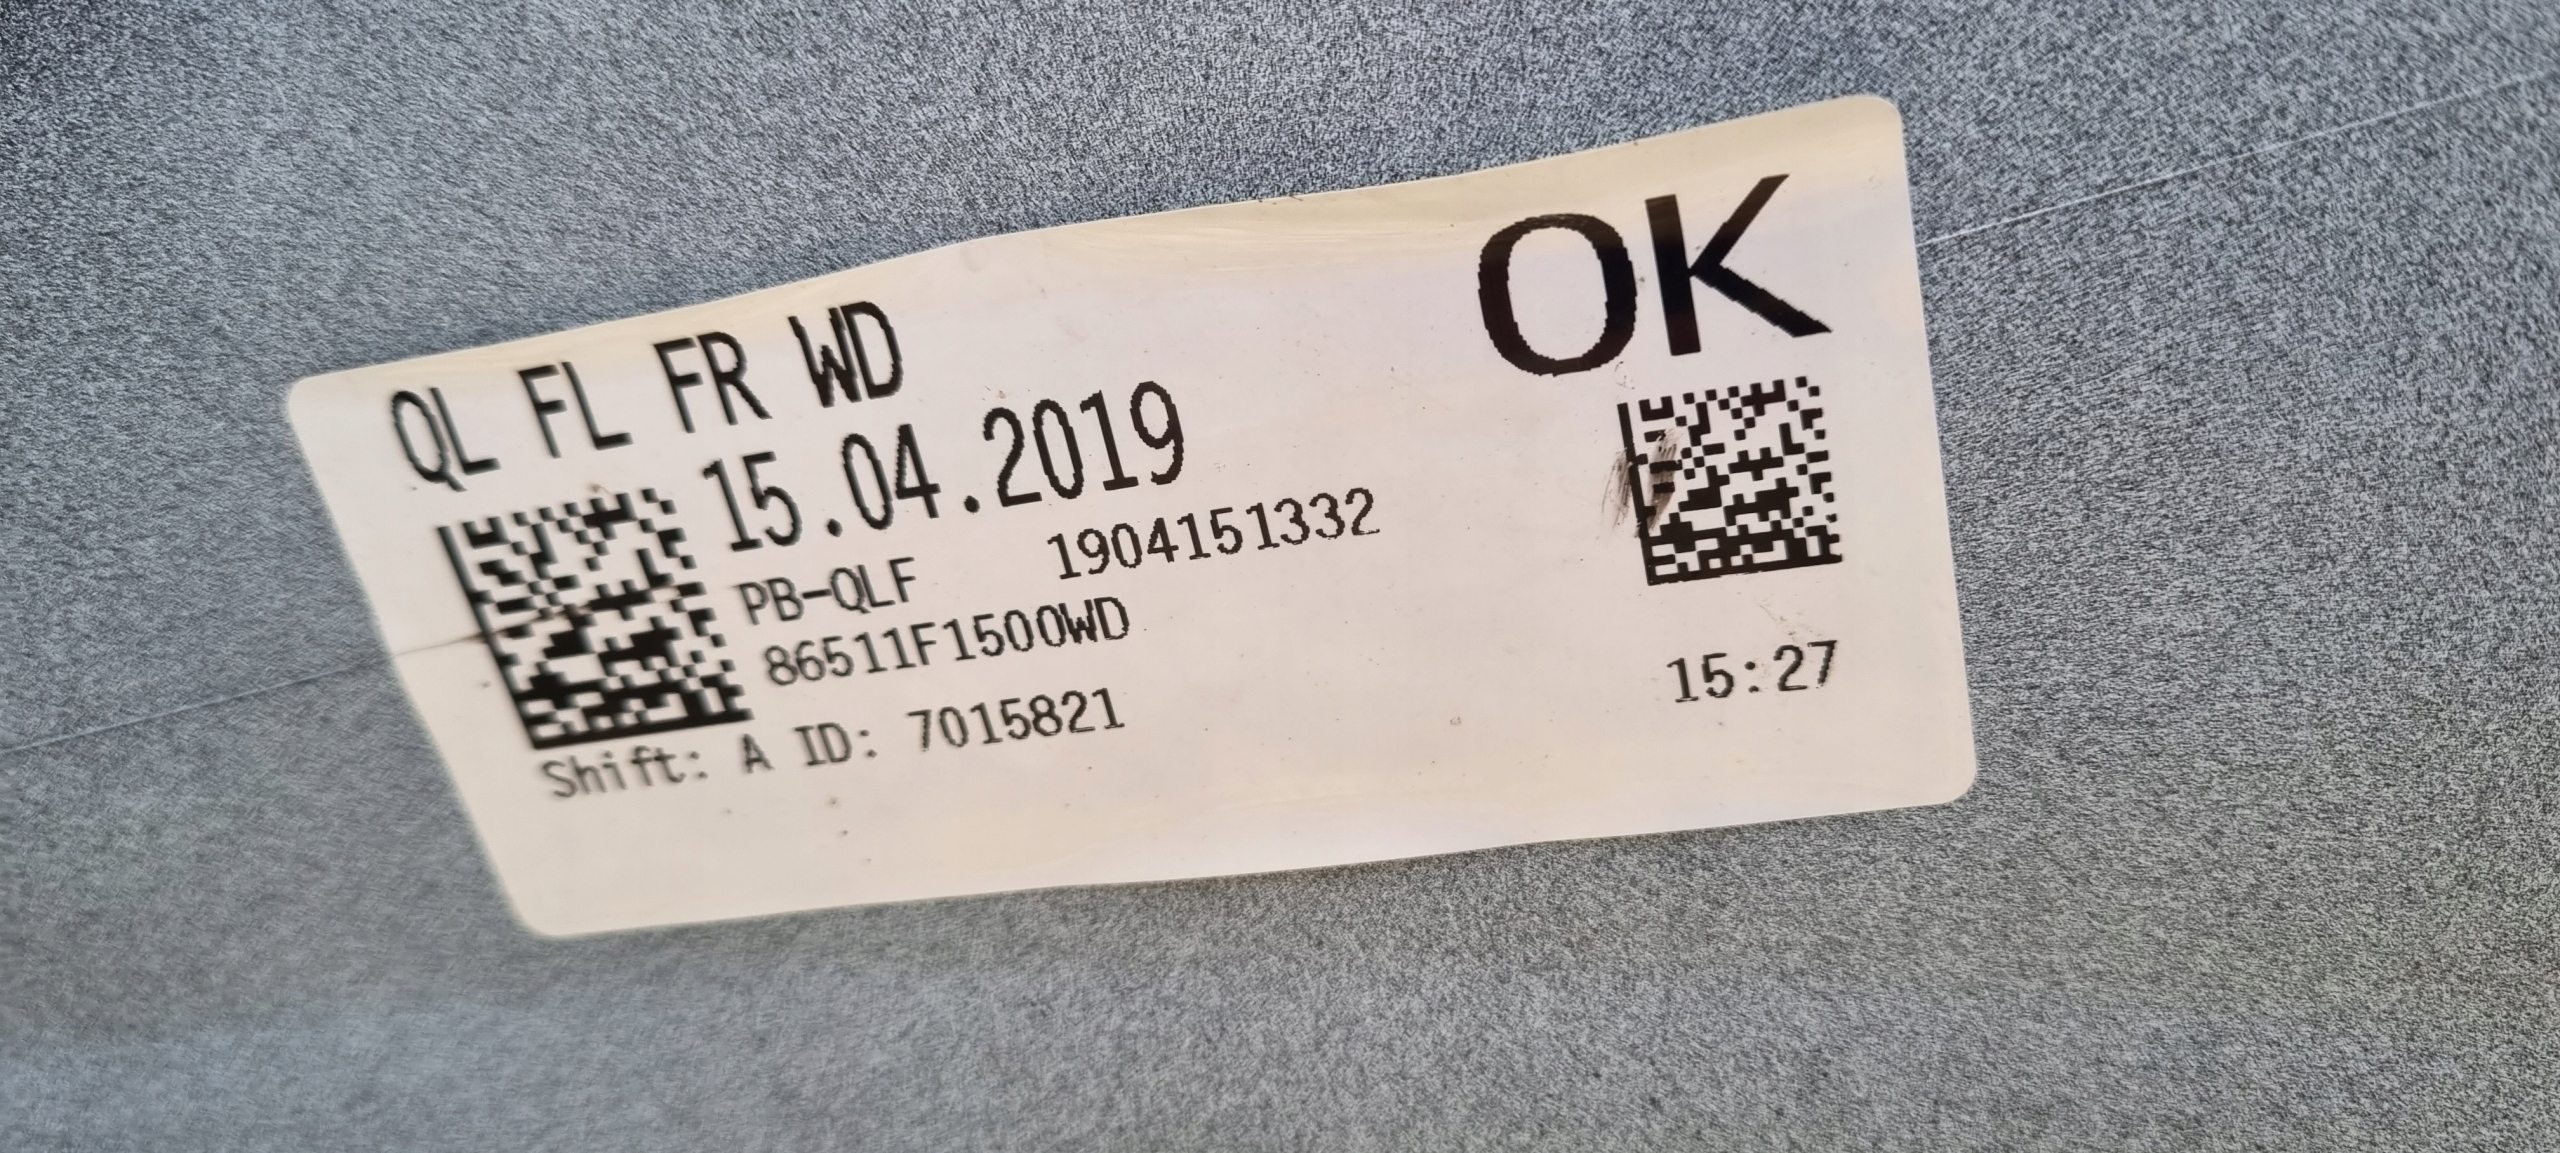 QL FL FR WD
OK
15.04.2019
PB-QLF 1904151332
86511F1500WD
15:27
Shift: A ID: 7015821